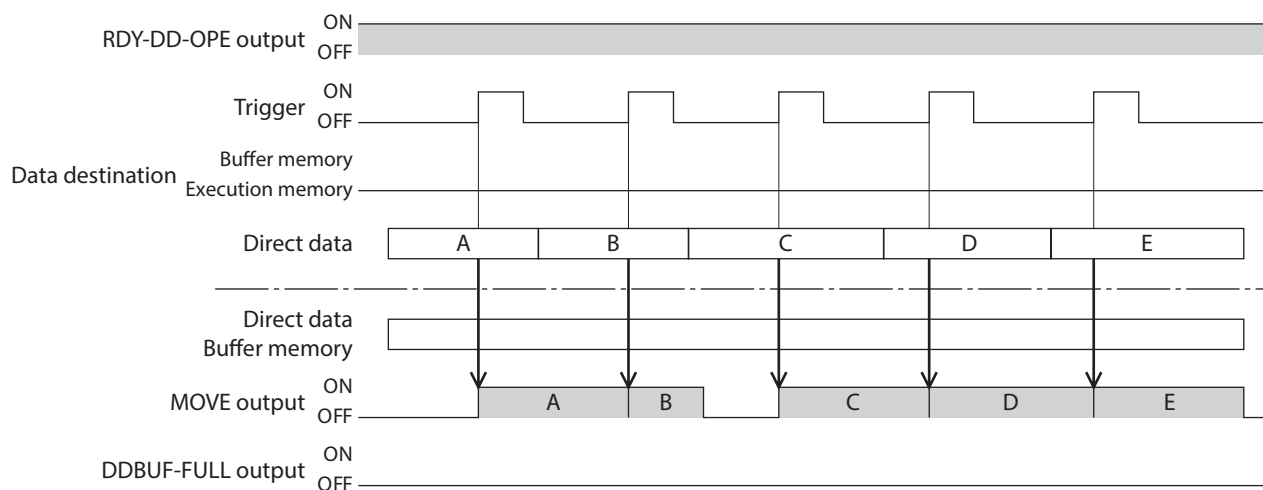 RDY-DD-OPE output ON
OFF
Trigger ON
OFF
Data destination
Buffer memory
Execution memory
Direct data A B C D E
Direct data
Buffer memory
MOVE output ON
OFF
A B C D E
DDBUF-FULL output ON
OFF